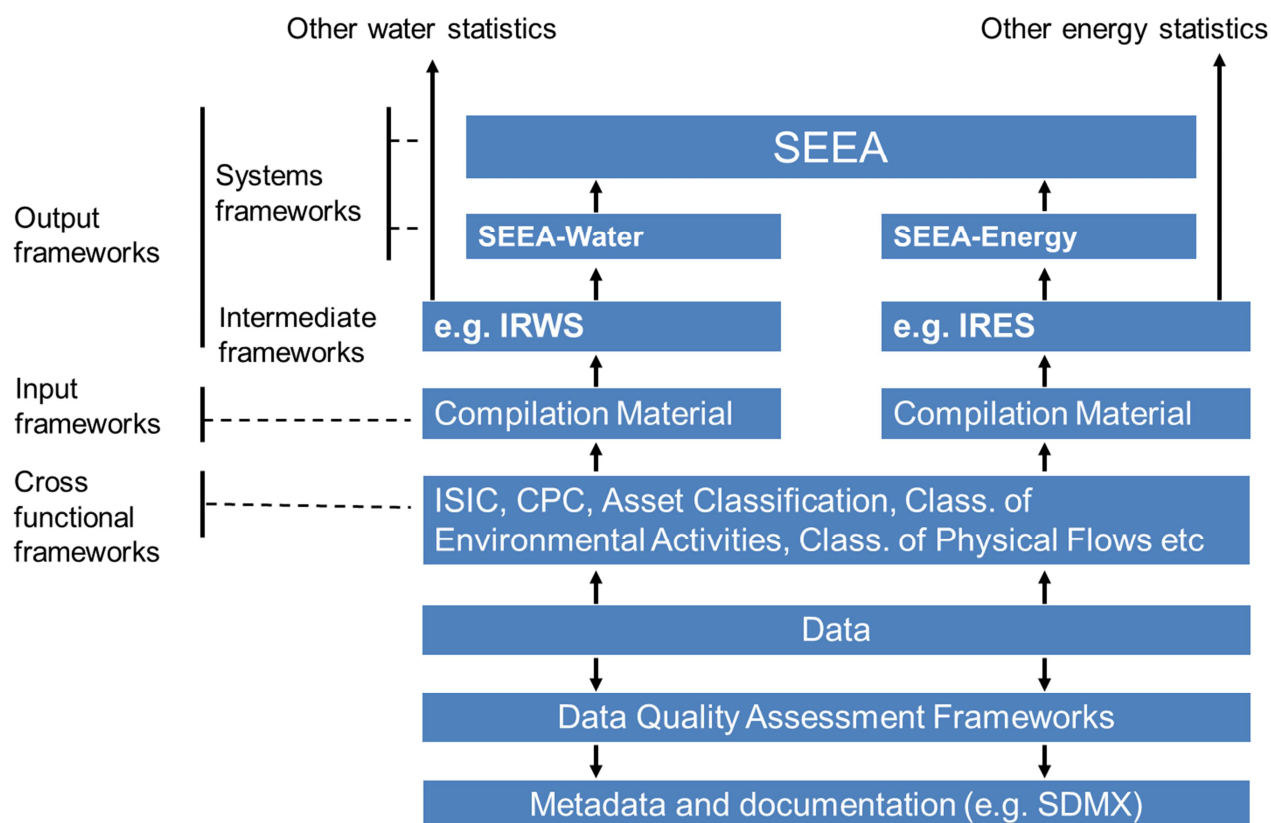 Other water statistics
Other energy statistics
SEEA
Systems
frameworks
Output
frameworks
SEEA-Water
SEEA-Energy
Intermediate
frameworks
e.g. IRWS
e.g. IRES
Input
frameworks
Compilation Material
Compilation Material
Cross
functional
frameworks
ISIC, CPC, Asset Classification, Class. of
Environmental Activities, Class. of Physical Flows etc
Data
Data Quality Assessment Frameworks
Metadata and documentation (e.g. SDMX)